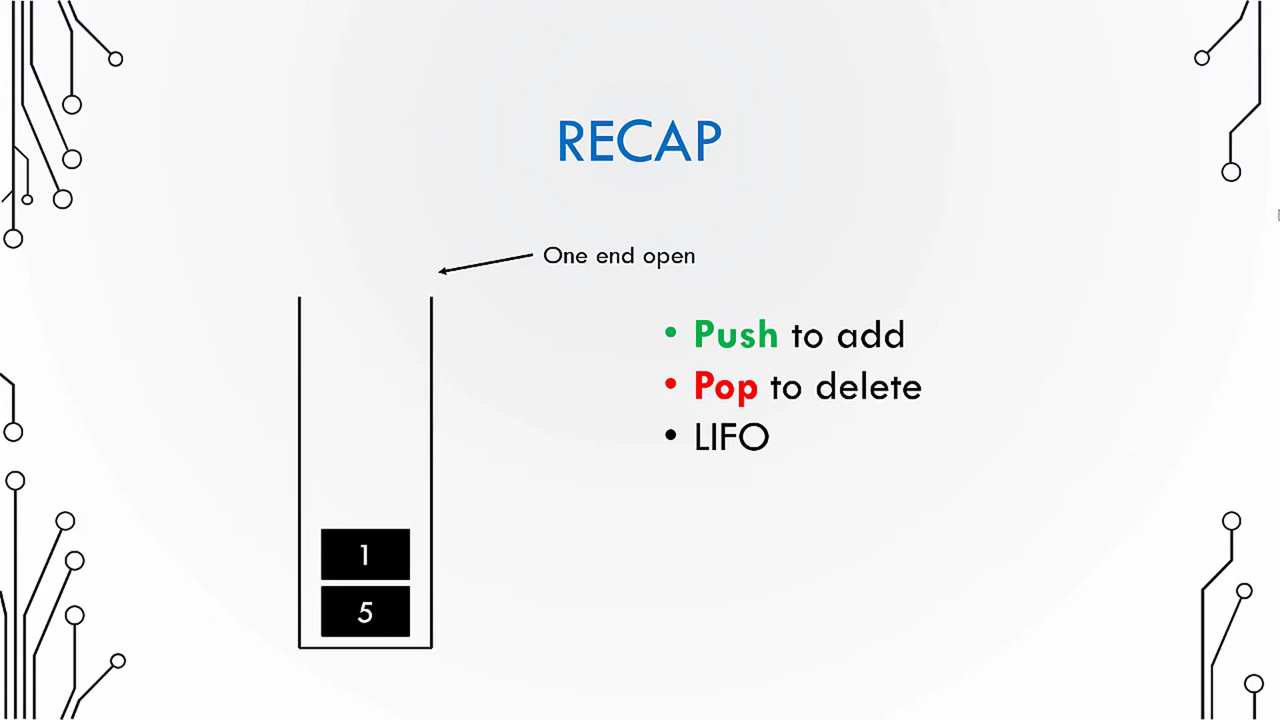 RECAP
One end open
• Push to add
• Pop to delete
• LIFO
1
5